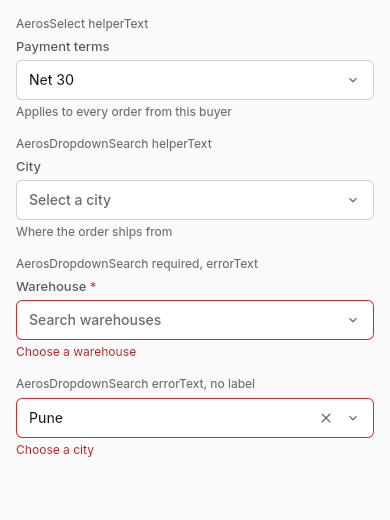 AerosSelect helperText
Payment terms
Net 30
Applies to every order from this buyer
AerosDropdownSearch helperText
City
Select a city
Where the order ships from
AerosDropdownSearch required, errorText
Warehouse *
Search warehouses
Choose a warehouse
AerosDropdownSearch errorText, no label
Pune
Choose a city